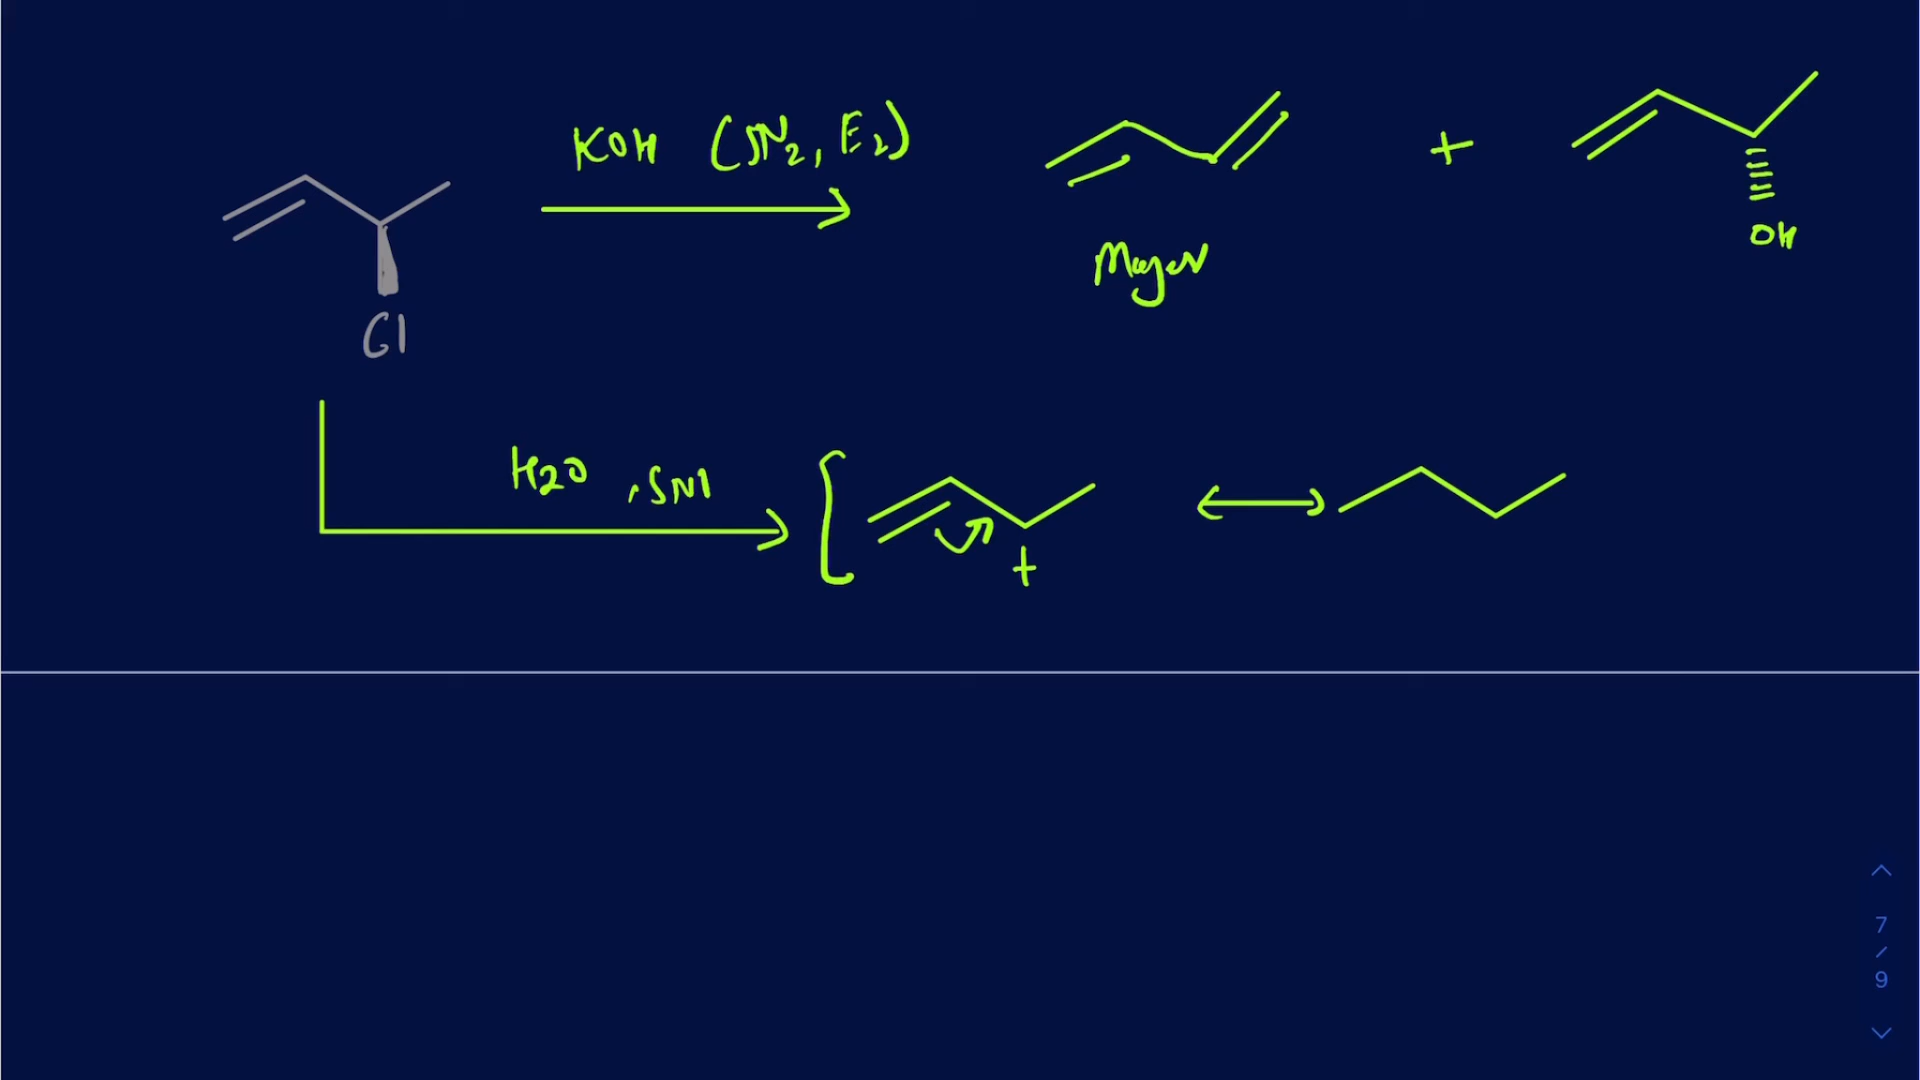 KOH (SN2, E2)
+
OH
Major
Cl
H2O , SN1
+
7
/
9